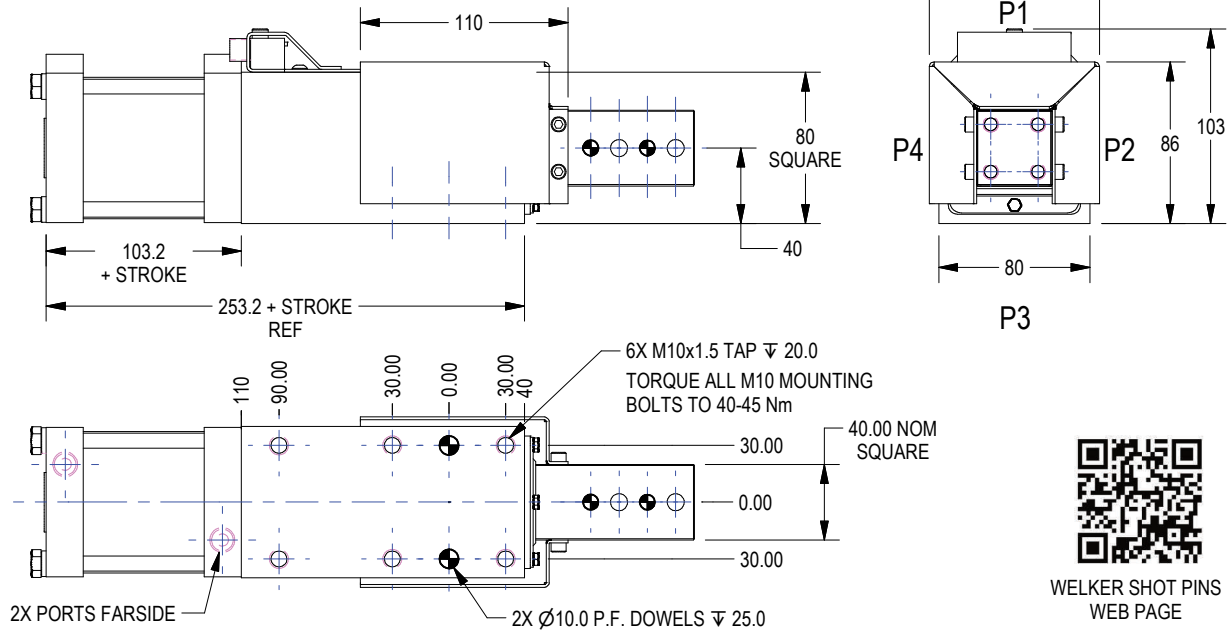 110
P1
80
SQUARE
P4
P2
86
103
40
103.2
+ STROKE
80
253.2 + STROKE
REF
P3
6X M10x1.5 TAP ↧ 20.0
TORQUE ALL M10 MOUNTING
BOLTS TO 40-45 Nm
110
90.00
30.00
0.00
30.00
40
40.00 NOM
SQUARE
30.00
0.00
30.00
2X PORTS FARSIDE
2X Ø10.0 P.F. DOWELS ↧ 25.0
WELKER SHOT PINS
WEB PAGE